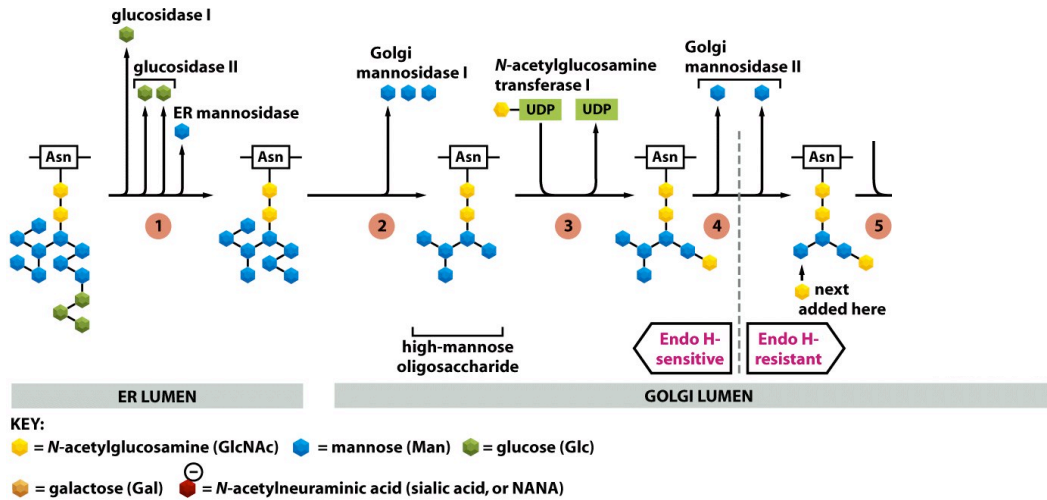 glucosidase I
glucosidase II
ER mannosidase
Golgi
mannosidase I
N-acetylglucosamine
transferase I
UDP
UDP
Golgi
mannosidase II
Asn
Asn
Asn
Asn
Asn
1
2
3
4
5
next
added here
high-mannose
oligosaccharide
Endo H-
sensitive
Endo H-
resistant
ER LUMEN
GOLGI LUMEN
KEY:
= N-acetylglucosamine (GlcNAc)
= mannose (Man)
= glucose (Glc)
= galactose (Gal)
= N-acetylneuraminic acid (sialic acid, or NANA)